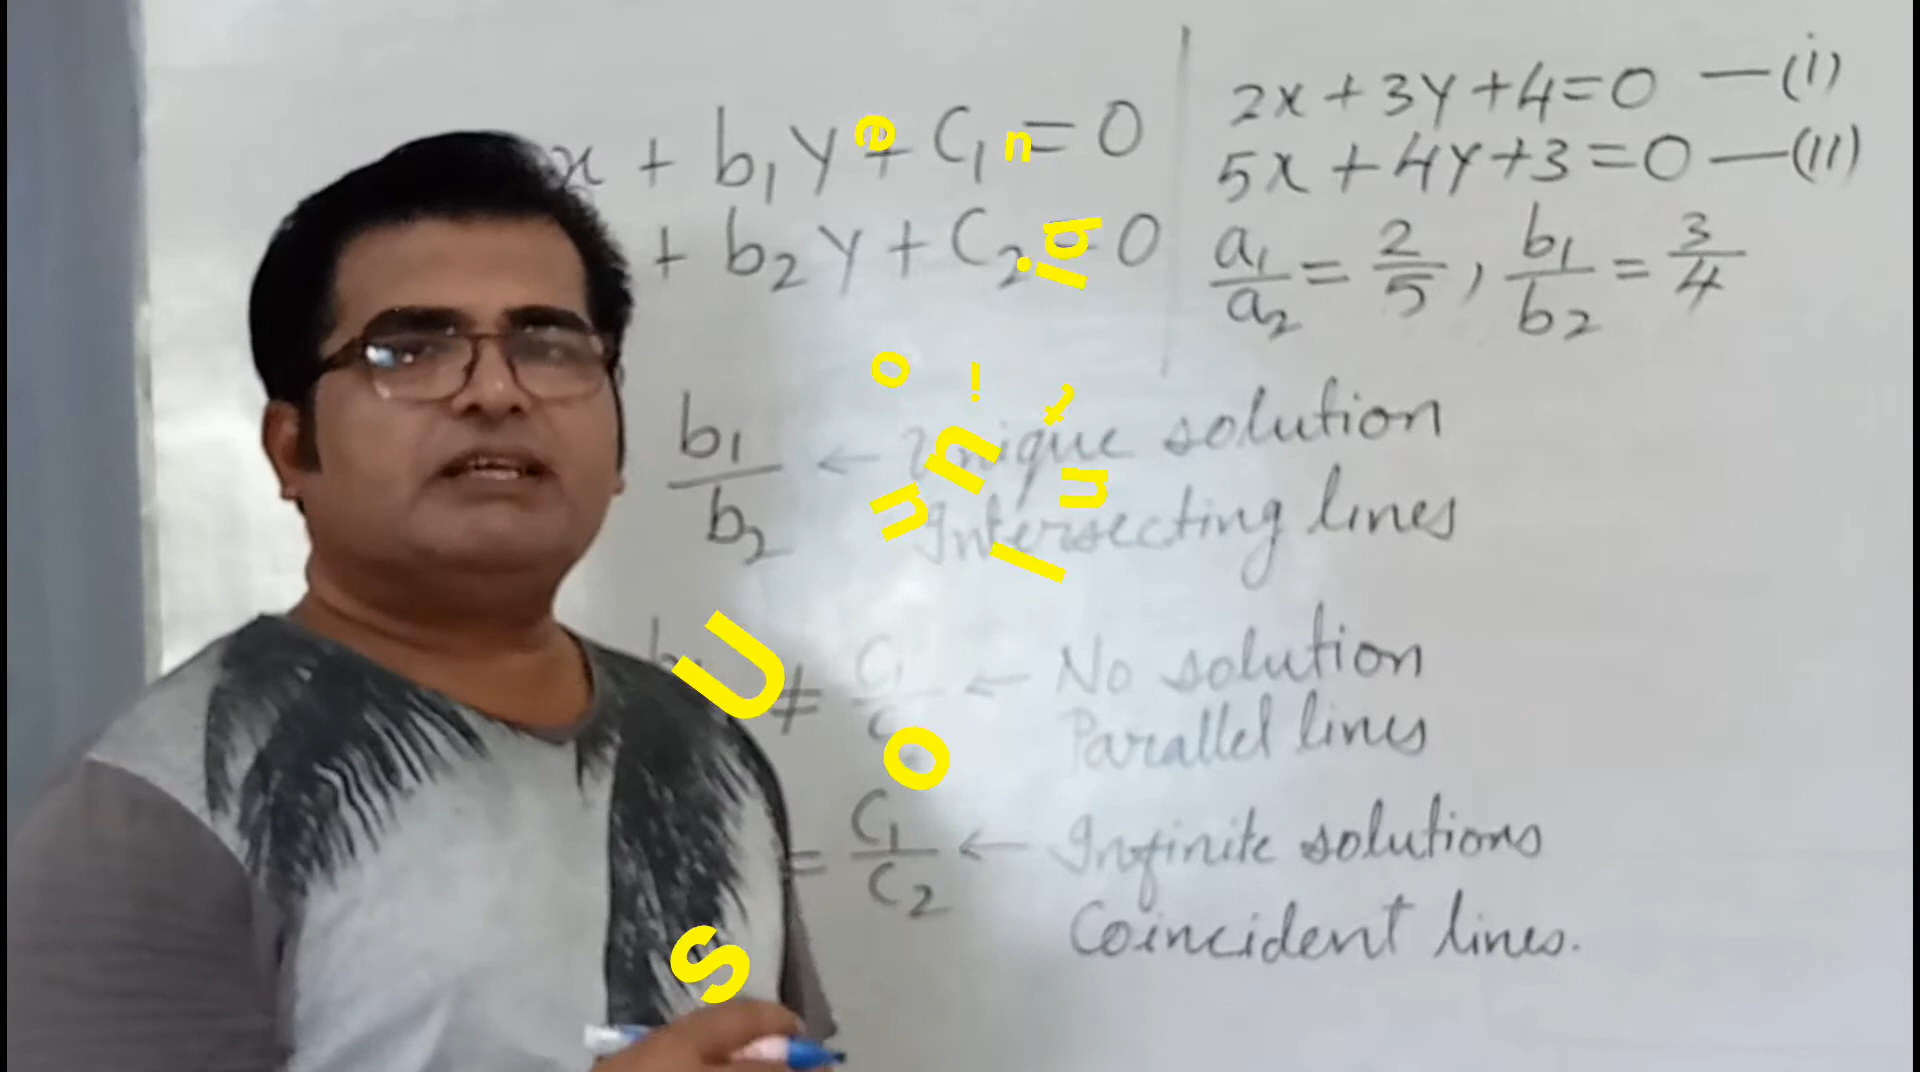 x + b₁y + C₁ = 0
+ b₂y + C₂ = 0
2x + 3y + 4 = 0 — (i)
5x + 4y + 3 = 0 — (ii)
a₁/a₂ = 2/5 , b₁/b₂ = 3/4
b₁/b₂ ← Unique solution
Intersecting lines
≠ C₁/C ← No solution
Parallel lines
= C₁/C₂ ← Infinite solutions
Coincident lines.